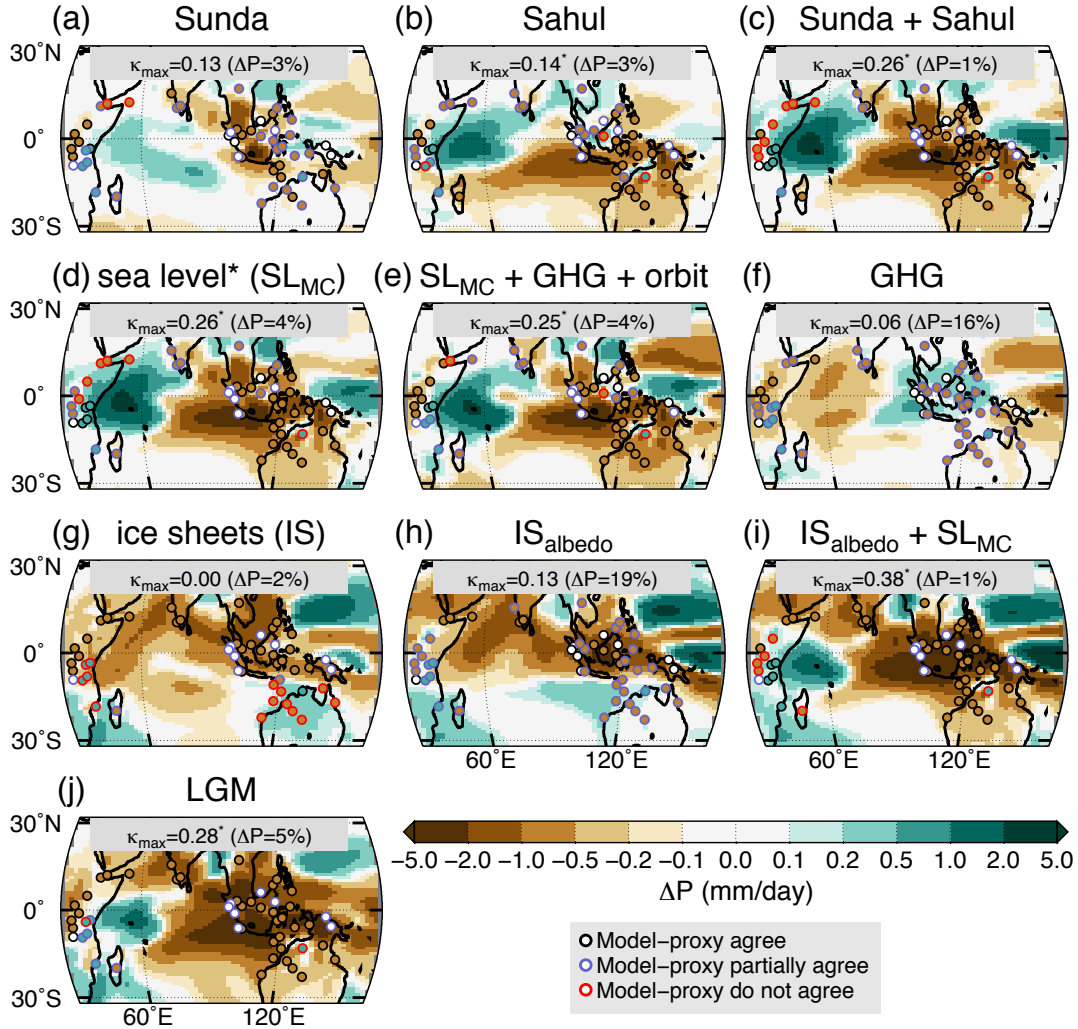 (a) Sunda (b) Sahul (c) Sunda + Sahul
30˚N κmax=0.13 (ΔP=3%) κmax=0.14* (ΔP=3%) κmax=0.26* (ΔP=1%)
0˚
30˚S
(d) sea level* (SLMC) (e) SLMC + GHG + orbit (f) GHG
30˚N κmax=0.26* (ΔP=4%) κmax=0.25* (ΔP=4%) κmax=0.06 (ΔP=16%)
0˚
30˚S
(g) ice sheets (IS) (h) ISalbedo (i) ISalbedo + SLMC
30˚N κmax=0.00 (ΔP=2%) κmax=0.13 (ΔP=19%) κmax=0.38* (ΔP=1%)
0˚
30˚S
60˚E 120˚E
(j) LGM
30˚N κmax=0.28* (ΔP=5%)
0˚
30˚S
60˚E 120˚E
−5.0 −2.0 −1.0 −0.5 −0.2 −0.1 0.0 0.1 0.2 0.5 1.0 2.0 5.0
ΔP (mm/day)
Model−proxy agree
Model−proxy partially agree
Model−proxy do not agree